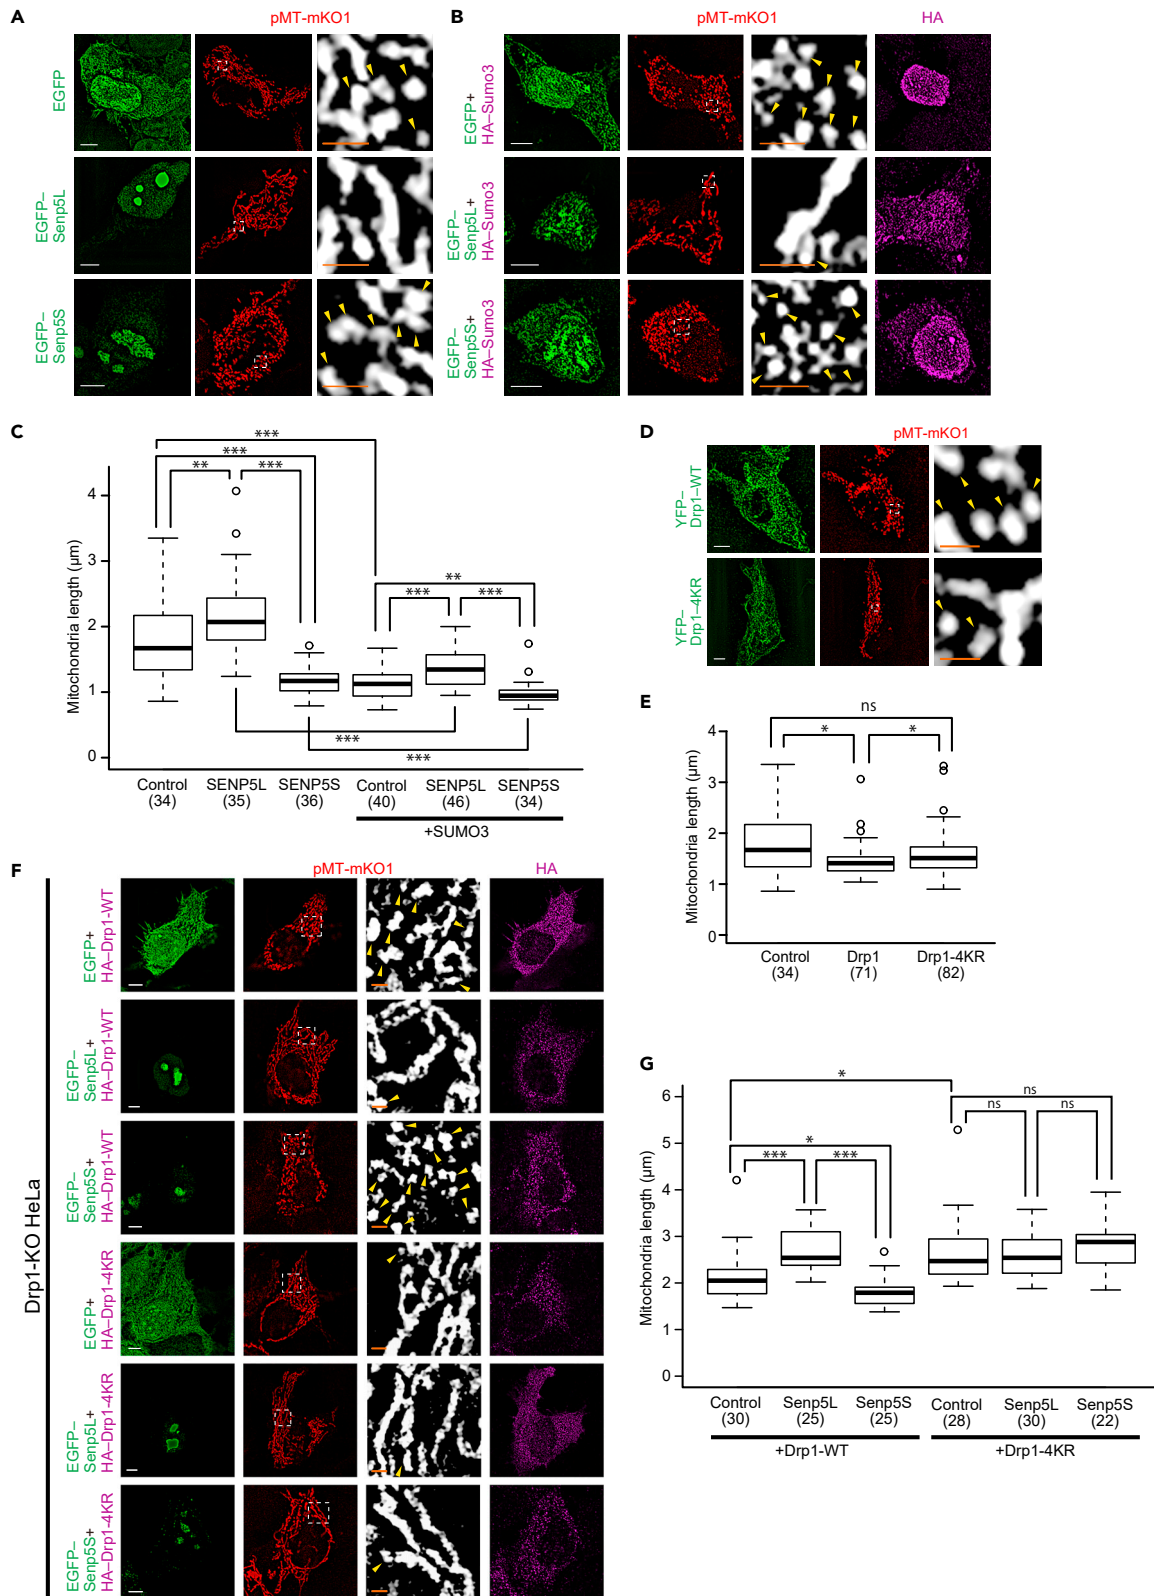 A
pMT-mKO1
EGFP
EGFP–
Senp5L
EGFP–
Senp5S
B
pMT-mKO1
HA
EGFP+
HA–Sumo3
EGFP–
Senp5L+
HA–Sumo3
EGFP–
Senp5S+
HA–Sumo3
C
Mitochondria length (μm)
4
3
2
1
0
***
***
**
***
**
***
***
***
***
Control
(34)
SENP5L
(35)
SENP5S
(36)
Control
(40)
SENP5L
(46)
SENP5S
(34)
+SUMO3
D
pMT-mKO1
YFP–
Drp1–WT
YFP–
Drp1–4KR
E
Mitochondria length (μm)
4
3
2
1
0
ns
*
*
Control
(34)
Drp1
(71)
Drp1-4KR
(82)
F
pMT-mKO1
HA
Drp1-KO HeLa
EGFP+
HA–Drp1-WT
EGFP–
Senp5L+
HA–Drp1-WT
EGFP–
Senp5S+
HA–Drp1-WT
EGFP+
HA–Drp1-4KR
EGFP–
Senp5L+
HA–Drp1-4KR
EGFP–
Senp5S+
HA–Drp1-4KR
G
Mitochondria length (μm)
6
5
4
3
2
1
0
*
*
***
***
ns
ns
ns
Control
(30)
Senp5L
(25)
Senp5S
(25)
Control
(28)
Senp5L
(30)
Senp5S
(22)
+Drp1-WT
+Drp1-4KR